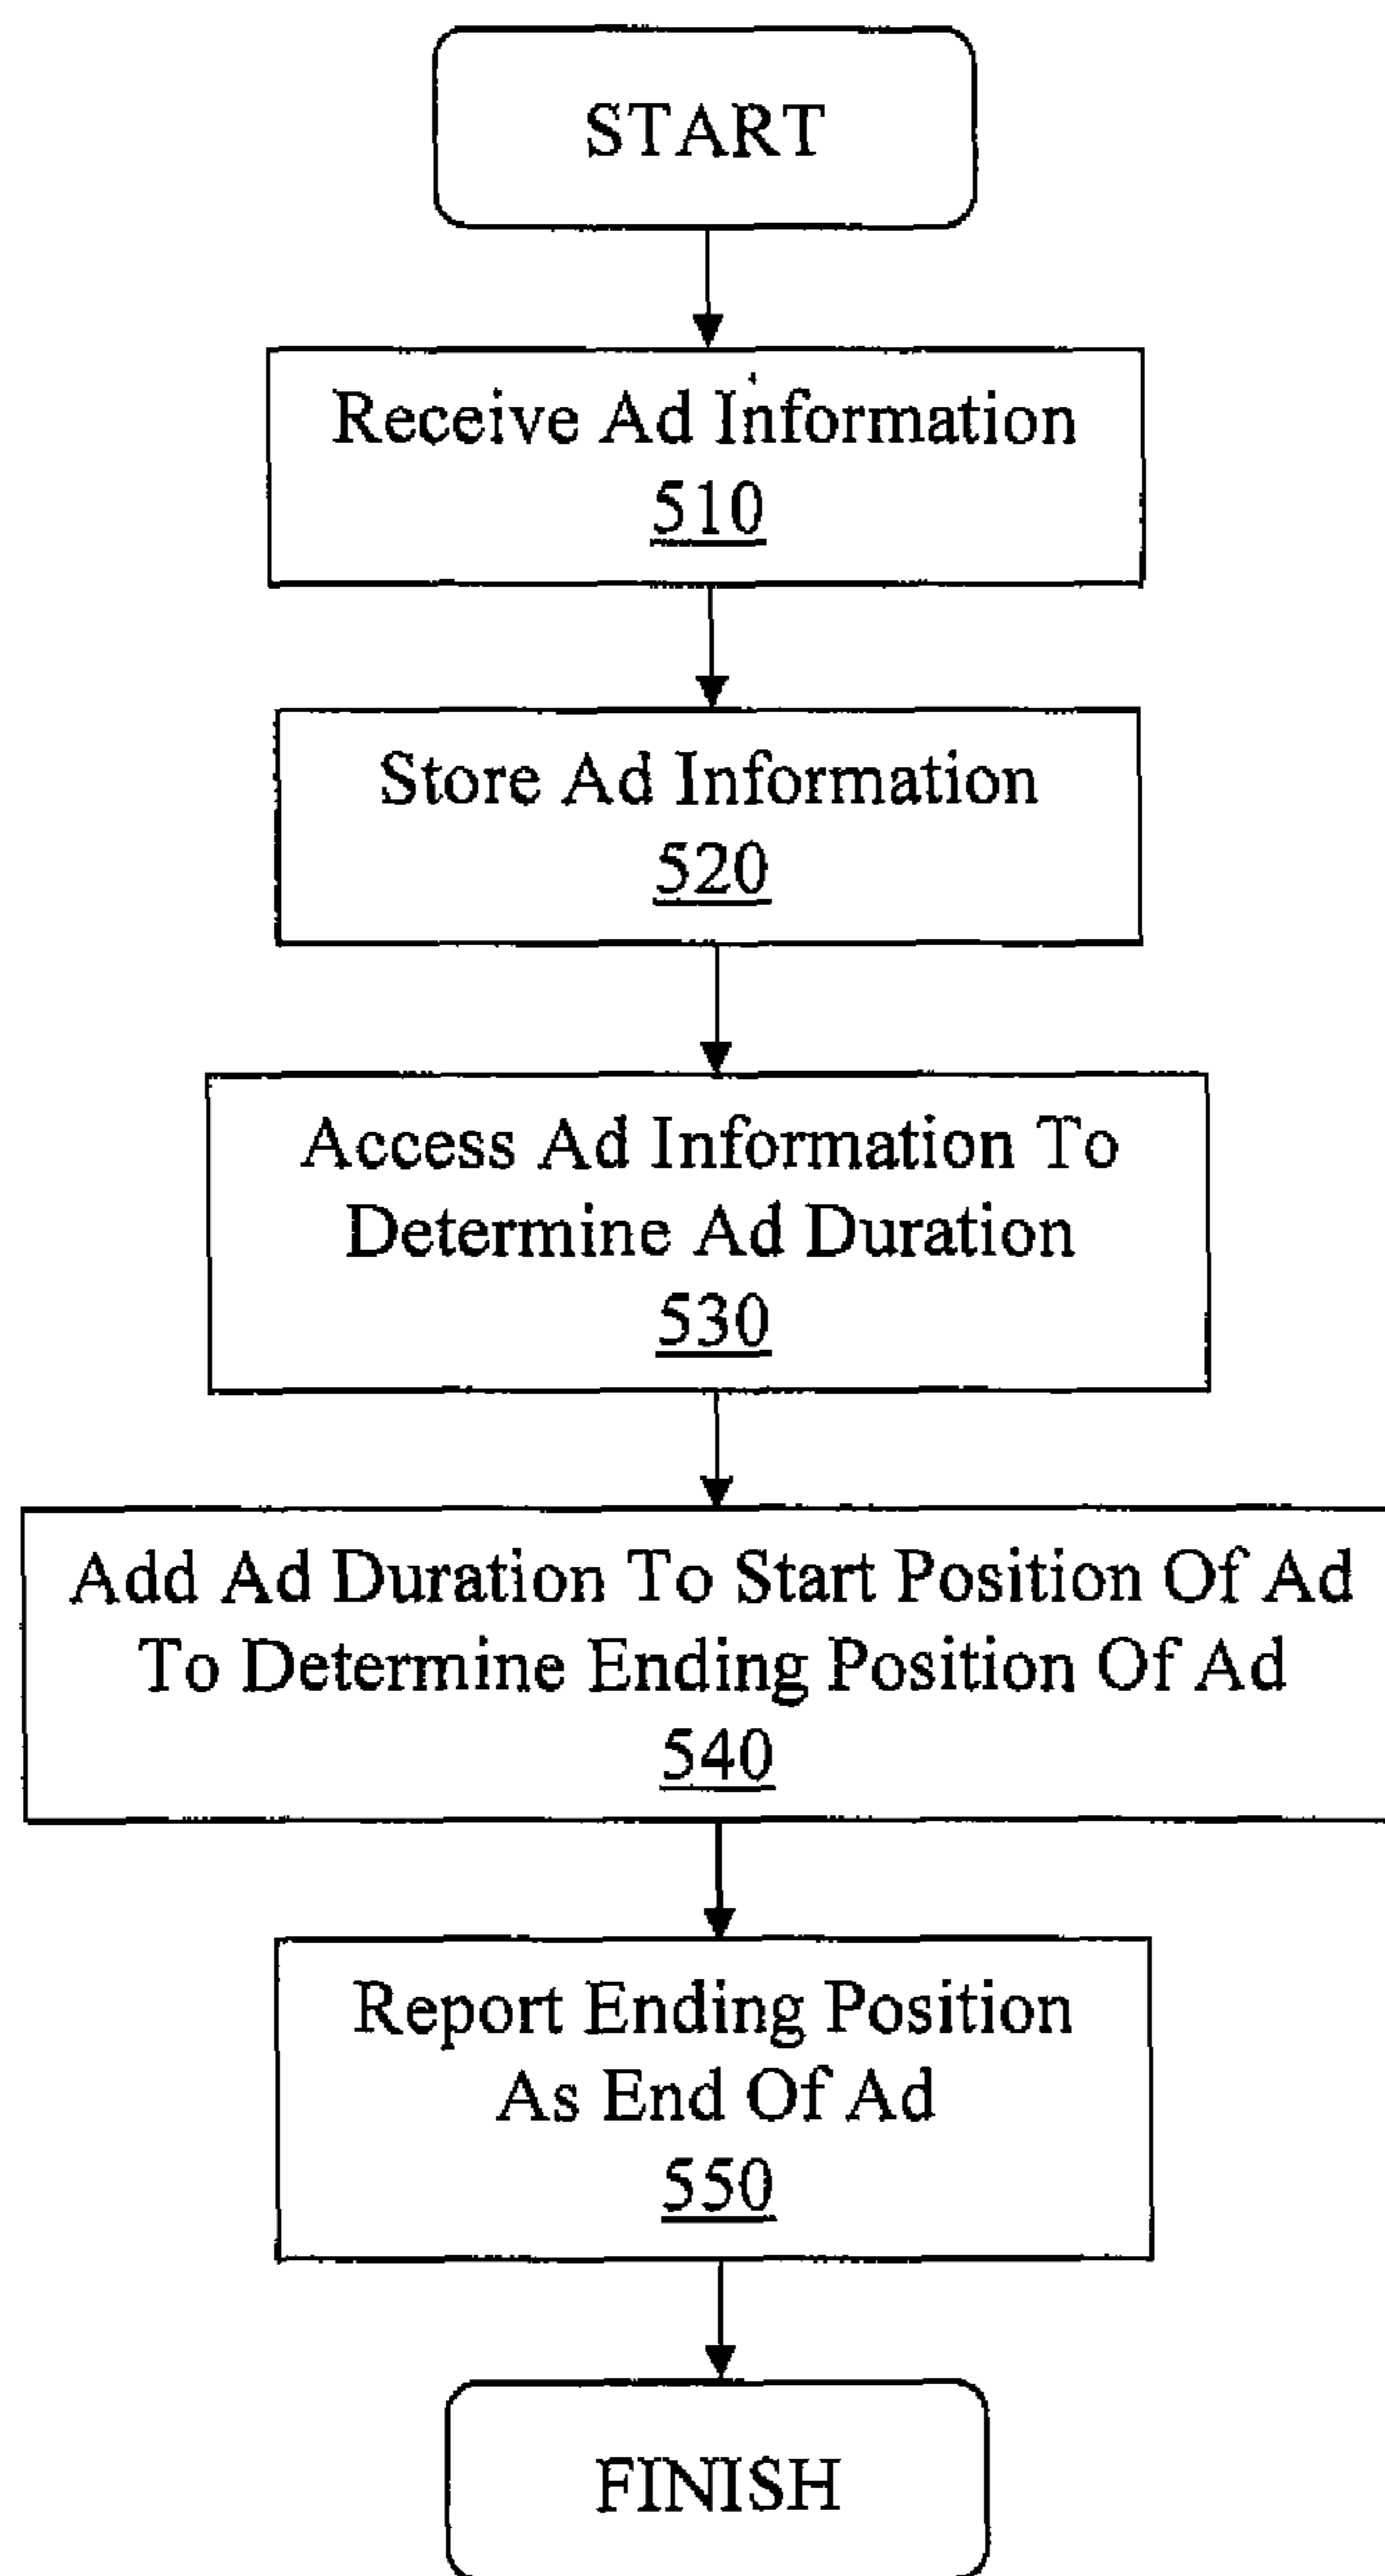 START
Receive Ad Information
510
Store Ad Information
520
Access Ad Information To
Determine Ad Duration
530
Add Ad Duration To Start Position Of Ad
To Determine Ending Position Of Ad
540
Report Ending Position
As End Of Ad
550
FINISH